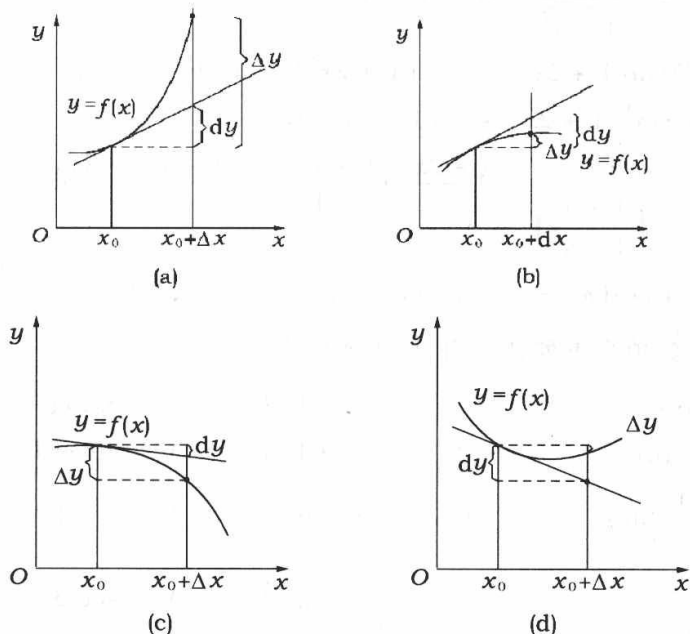 y
Δy
y=f(x)
dy
O
x₀
x₀+Δx
x
(a)
y
dy
Δy
y=f(x)
O
x₀
x₀+dx
x
(b)
y
y=f(x)
dy
Δy
O
x₀
x₀+Δx
x
(c)
y
y=f(x)
Δy
dy
O
x₀
x₀+Δx
x
(d)